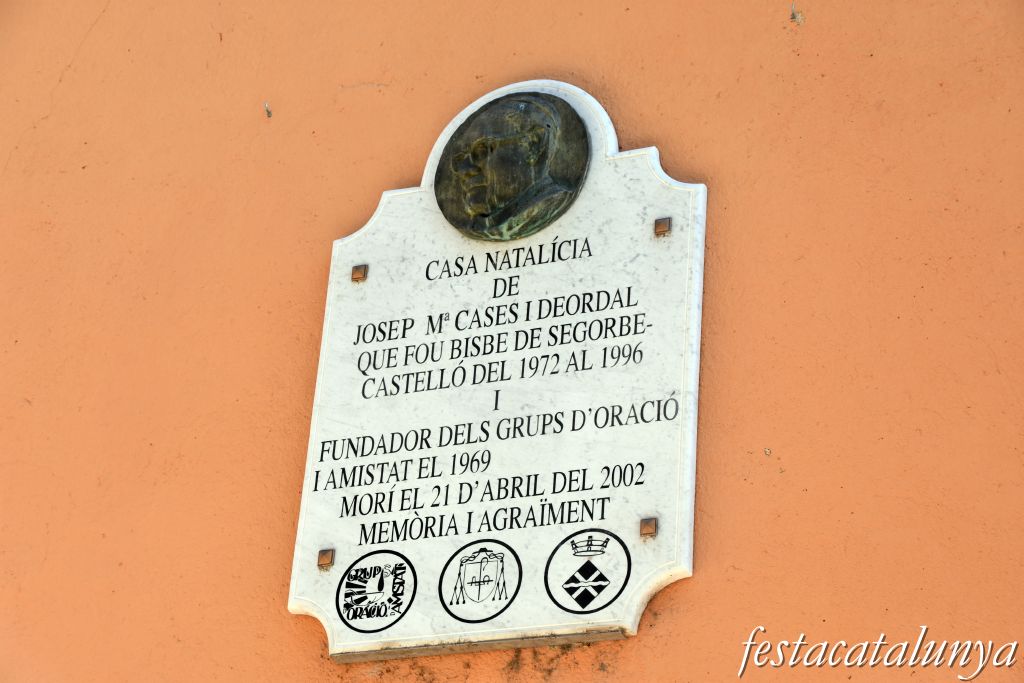 CASA NATALÍCIA
DE
JOSEP Mª CASES I DEORDAL
QUE FOU BISBE DE SEGORBE-
CASTELLÓ DEL 1972 AL 1996
I
FUNDADOR DELS GRUPS D'ORACIÓ
I AMISTAT EL 1969
MORÍ EL 21 D'ABRIL DEL 2002
MEMÒRIA I AGRAÏMENT
GRUPS
ORACIÓ
AMISTAT
festacatalunya